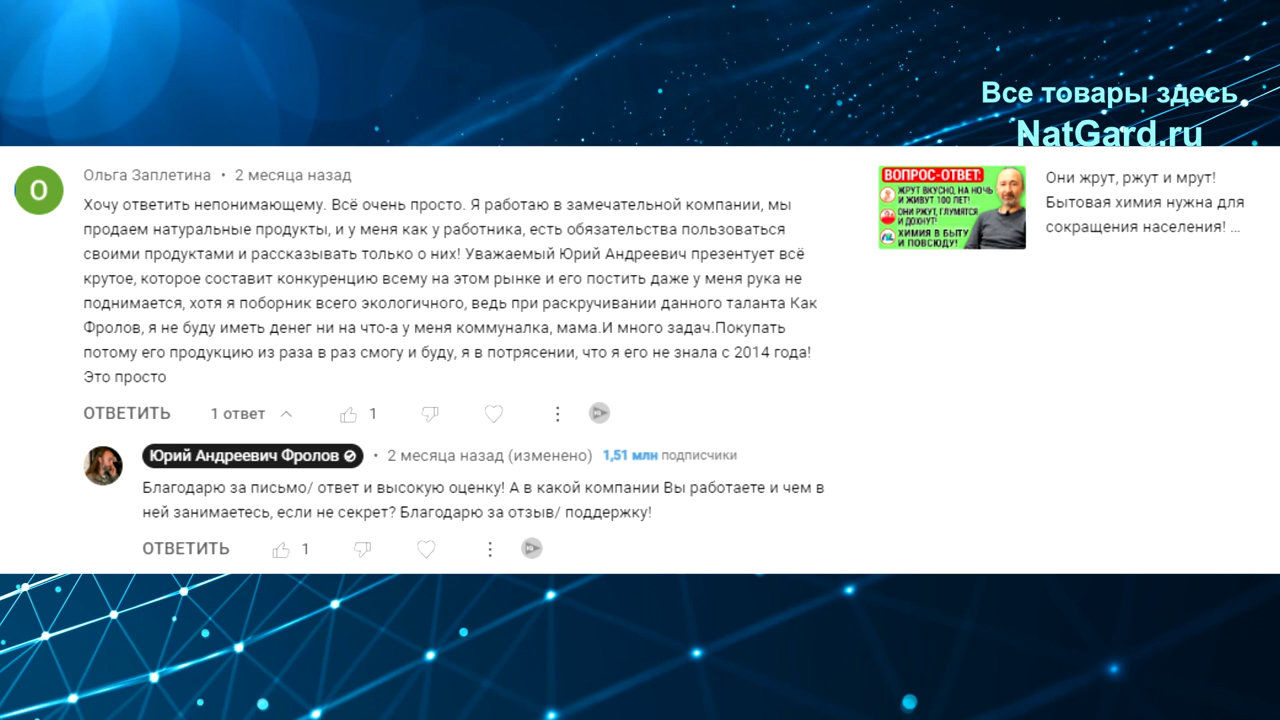 Все товары здесь
NatGard.ru
О
Ольга Заплетина • 2 месяца назад
Хочу ответить непонимающему. Всё очень просто. Я работаю в замечательной компании, мы
продаем натуральные продукты, и у меня как у работника, есть обязательства пользоваться
своими продуктами и рассказывать только о них! Уважаемый Юрий Андреевич презентует всё
крутое, которое составит конкуренцию всему на этом рынке и его постить даже у меня рука не
поднимается, хотя я поборник всего экологичного, ведь при раскручивании данного таланта Как
Фролов, я не буду иметь денег ни на что-а у меня коммуналка, мама.И много задач.Покупать
потому его продукцию из раза в раз смогу и буду, я в потрясении, что я его не знала с 2014 года!
Это просто
ОТВЕТИТЬ 1 ответ 1
Юрий Андреевич Фролов • 2 месяца назад (изменено) 1,51 млн подписчики
Благодарю за письмо/ ответ и высокую оценку! А в какой компании Вы работаете и чем в
ней занимаетесь, если не секрет? Благодарю за отзыв/ поддержку!
ОТВЕТИТЬ 1
ВОПРОС-ОТВЕТ:
ЖРУТ ВКУСНО, НА НОЧЬ
И ЖИВУТ 100 ЛЕТ!
ОНИ РЖУТ, ГЛУМЯТСЯ
И ДОХНУТ!
ХИМИЯ В БЫТУ
И ПОВСЮДУ!
Они жрут, ржут и мрут!
Бытовая химия нужна для
сокращения населения! ...